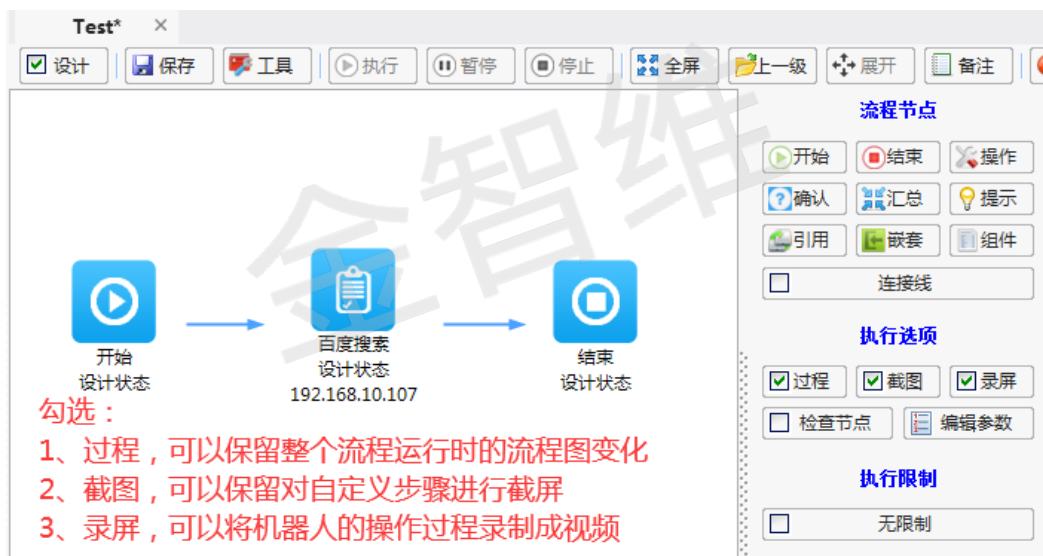 Test*
设计 保存 工具 执行 暂停 停止 全屏 上一级 展开 备注
流程节点
开始 结束 操作
确认 汇总 提示
引用 嵌套 组件
连接线
执行选项
过程 截图 录屏
检查节点 编辑参数
执行限制
无限制
开始
设计状态
百度搜索
设计状态
192.168.10.107
结束
设计状态
勾选：
1、过程，可以保留整个流程运行时的流程图变化
2、截图，可以保留对自定义步骤进行截屏
3、录屏，可以将机器人的操作过程录制成视频
金智维